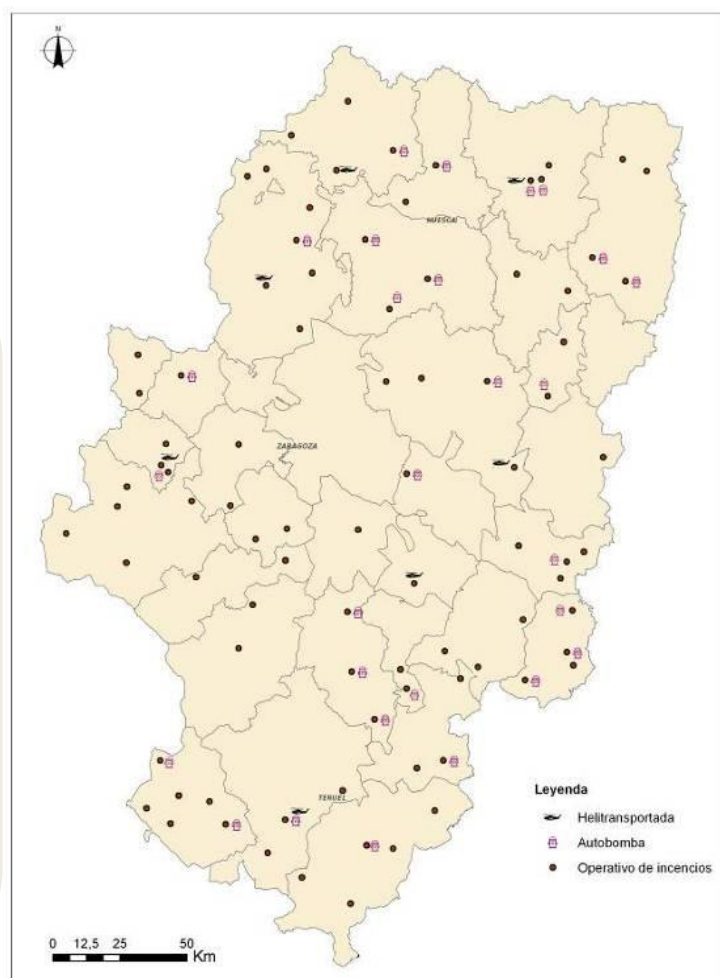 N
HUESCA
ZARAGOZA
TERUEL
Leyenda
Helitransportada
Autobomba
Operativo de incencios
0 12,5 25 50
Km